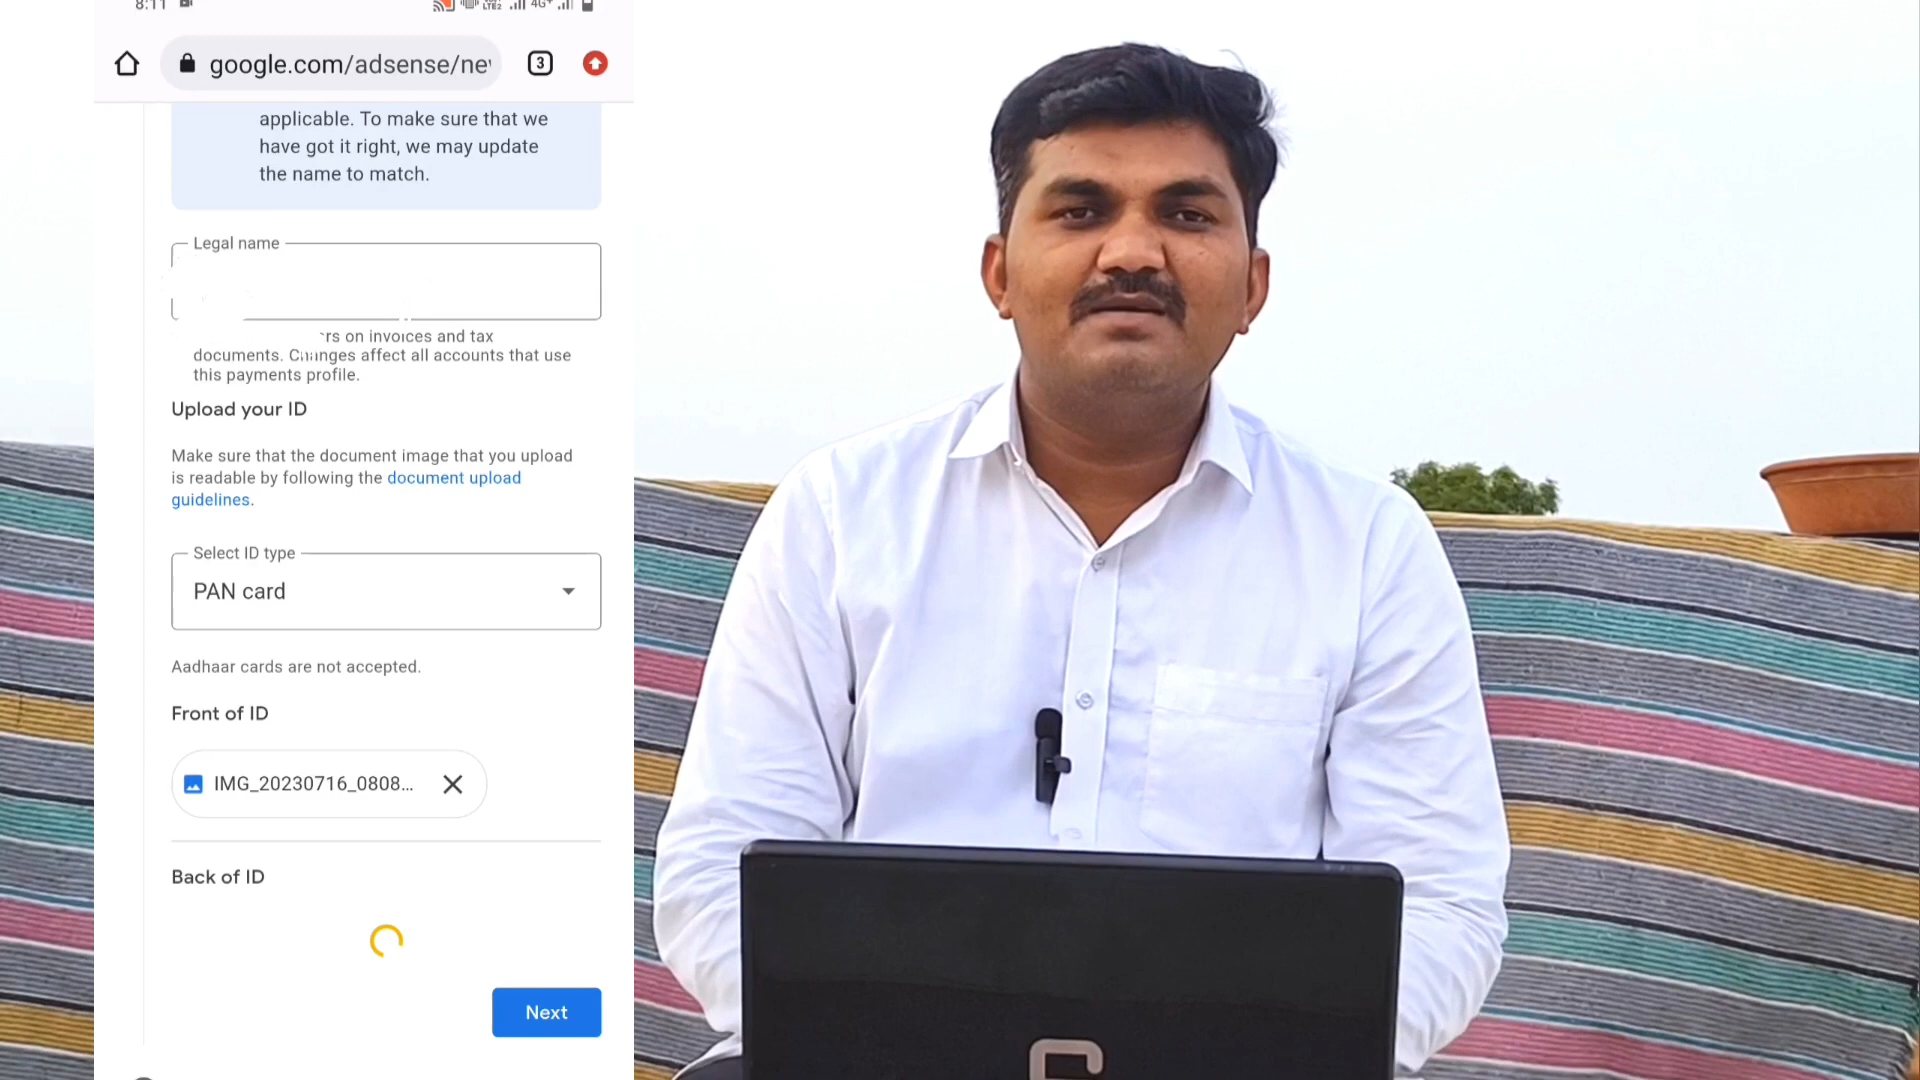 8:11
LTE2 4G+
google.com/adsense/ne
3
applicable. To make sure that we
have got it right, we may update
the name to match.
Legal name
rs on invoices and tax
documents. Changes affect all accounts that use
this payments profile.
Upload your ID
Make sure that the document image that you upload
is readable by following the document upload
guidelines.
Select ID type
PAN card
Aadhaar cards are not accepted.
Front of ID
IMG_20230716_0808...
Back of ID
Next